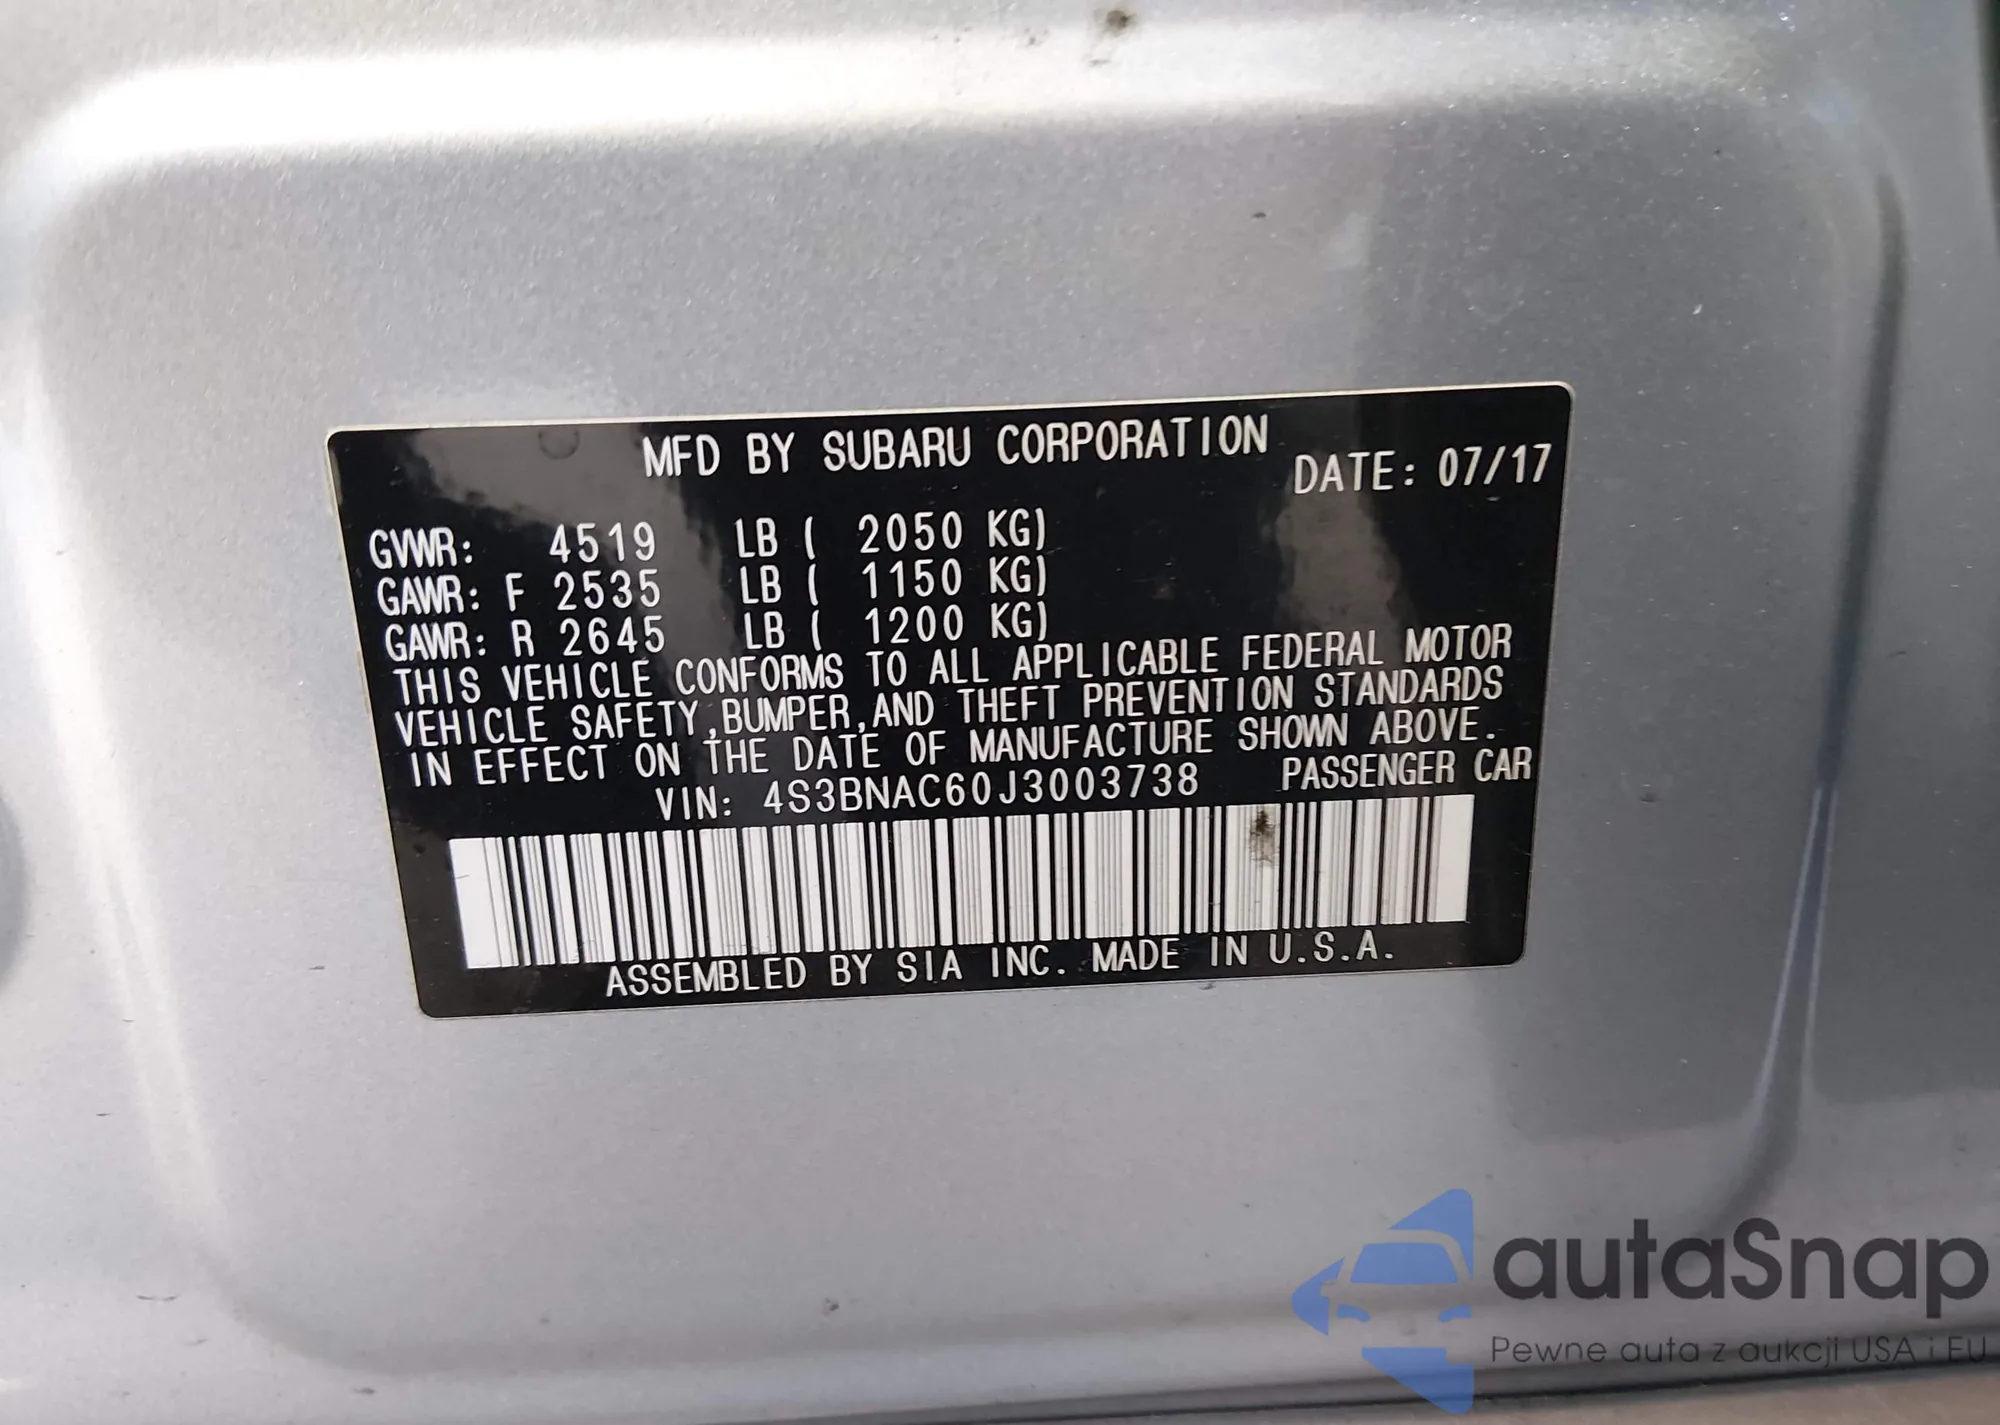 MFD BY SUBARU CORPORATION DATE: 07/17
GVWR: 4519 LB ( 2050 KG)
GAWR: F 2535 LB ( 1150 KG)
GAWR: R 2645 LB ( 1200 KG)
THIS VEHICLE CONFORMS TO ALL APPLICABLE FEDERAL MOTOR
VEHICLE SAFETY,BUMPER,AND THEFT PREVENTION STANDARDS
IN EFFECT ON THE DATE OF MANUFACTURE SHOWN ABOVE.
VIN: 4S3BNAC60J3003738 PASSENGER CAR
ASSEMBLED BY SIA INC. MADE IN U.S.A.
autaSnap
Pewne auta z aukcji USA i EU